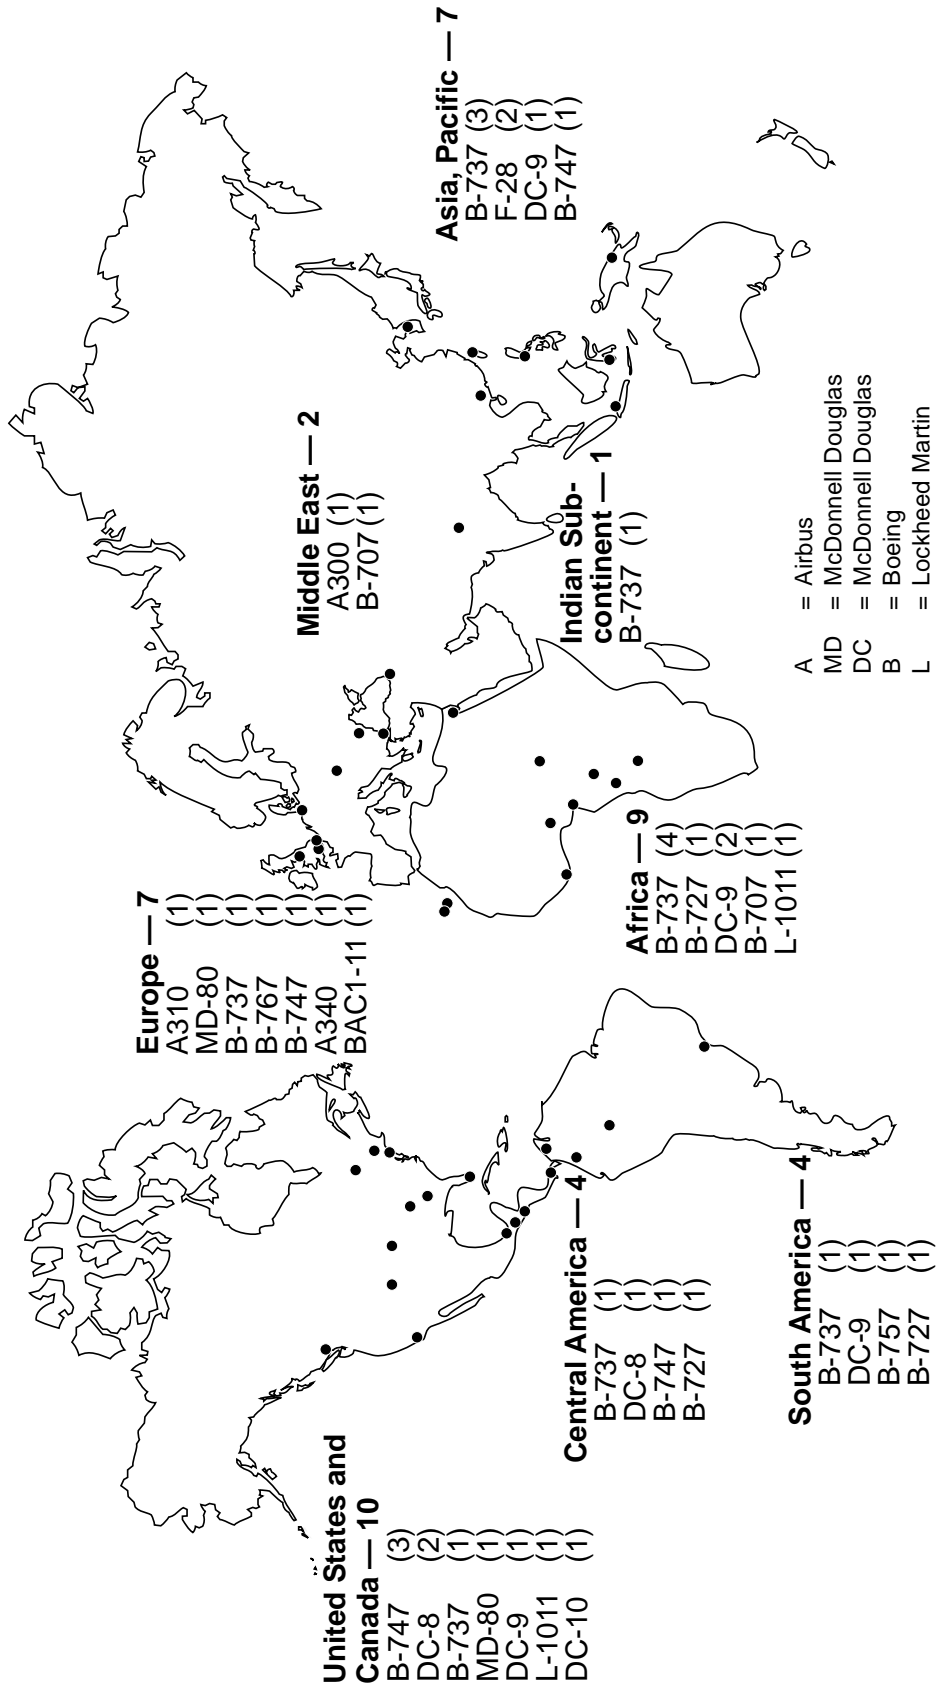 United States and
Canada — 10
B-747 (3)
DC-8 (2)
B-737 (1)
MD-80 (1)
DC-9 (1)
L-1011 (1)
DC-10 (1)
Central America — 4
B-737 (1)
DC-8 (1)
B-747 (1)
B-727 (1)
South America — 4
B-737 (1)
DC-9 (1)
B-757 (1)
B-727 (1)
Europe — 7
A310 (1)
MD-80 (1)
B-737 (1)
B-767 (1)
B-747 (1)
A340 (1)
BAC1-11 (1)
Africa — 9
B-737 (4)
B-727 (1)
DC-9 (2)
B-707 (1)
L-1011 (1)
Middle East — 2
A300 (1)
B-707 (1)
Indian Sub-
continent — 1
B-737 (1)
Asia, Pacific — 7
B-737 (3)
F-28 (2)
DC-9 (1)
B-747 (1)
A = Airbus
MD = McDonnell Douglas
DC = McDonnell Douglas
B = Boeing
L = Lockheed Martin